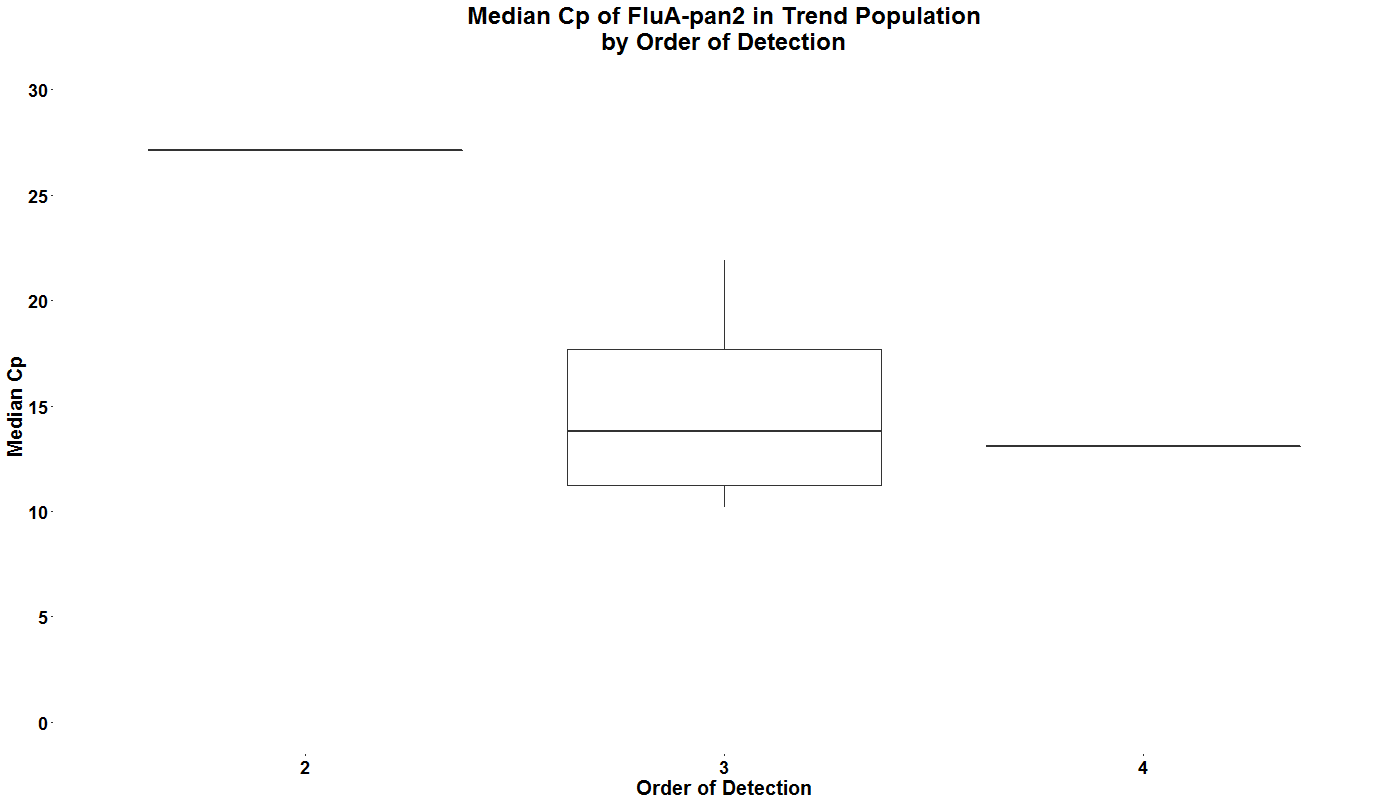 Median Cp of FluA-pan2 in Trend Population
by Order of Detection
30
25
20
15
10
5
0
Median Cp
2
3
4
Order of Detection